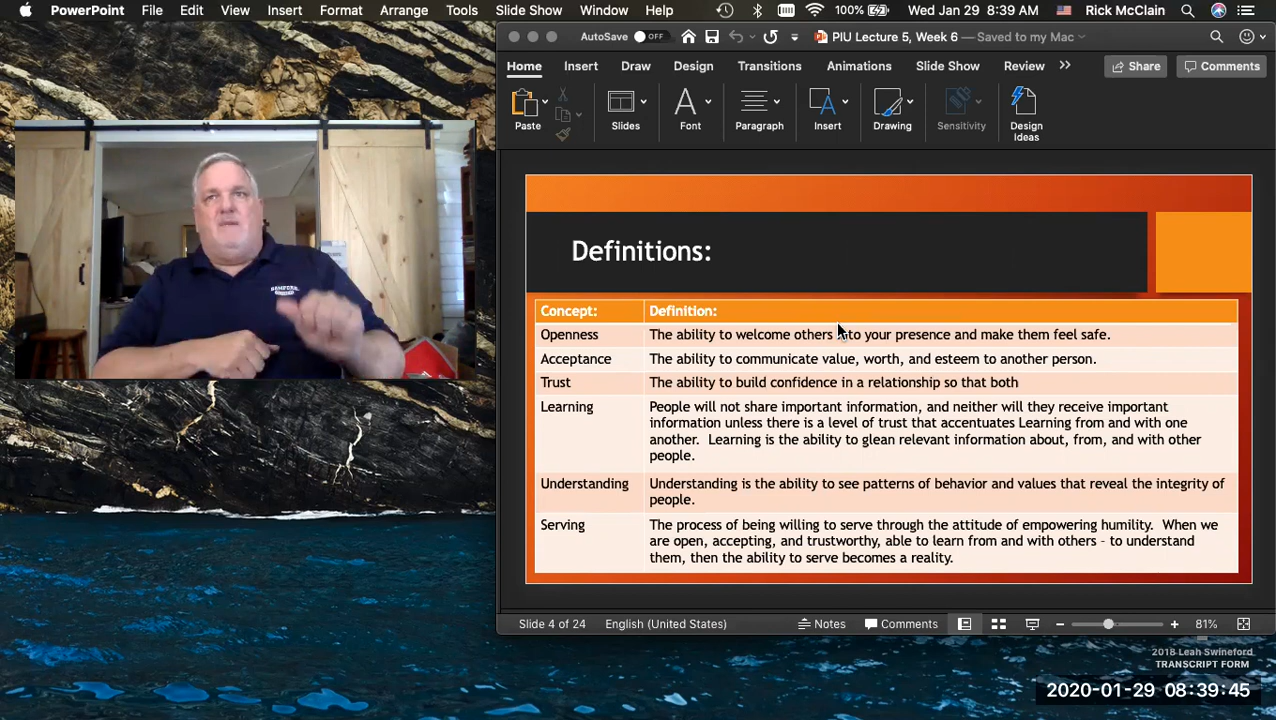 PowerPoint File Edit View Insert Format Arrange Tools Slide Show Window Help 100% Wed Jan 29 8:39 AM Rick McClain
AutoSave OFF PIU Lecture 5, Week 6 — Saved to my Mac
Home Insert Draw Design Transitions Animations Slide Show Review Share Comments
Paste Slides Font Paragraph Insert Drawing Sensitivity Design
Ideas
Definitions:
Concept: Definition:
Openness The ability to welcome others to your presence and make them feel safe.
Acceptance The ability to communicate value, worth, and esteem to another person.
Trust The ability to build confidence in a relationship so that both
Learning People will not share important information, and neither will they receive important
information unless there is a level of trust that accentuates Learning from and with one
another. Learning is the ability to glean relevant information about, from, and with other
people.
Understanding Understanding is the ability to see patterns of behavior and values that reveal the integrity of
people.
Serving The process of being willing to serve through the attitude of empowering humility. When we
are open, accepting, and trustworthy, able to learn from and with others - to understand
them, then the ability to serve becomes a reality.
Slide 4 of 24 English (United States) Notes Comments 81%
2018 Leah Swineford
TRANSCRIPT FORM
2020-01-29 08:39:45